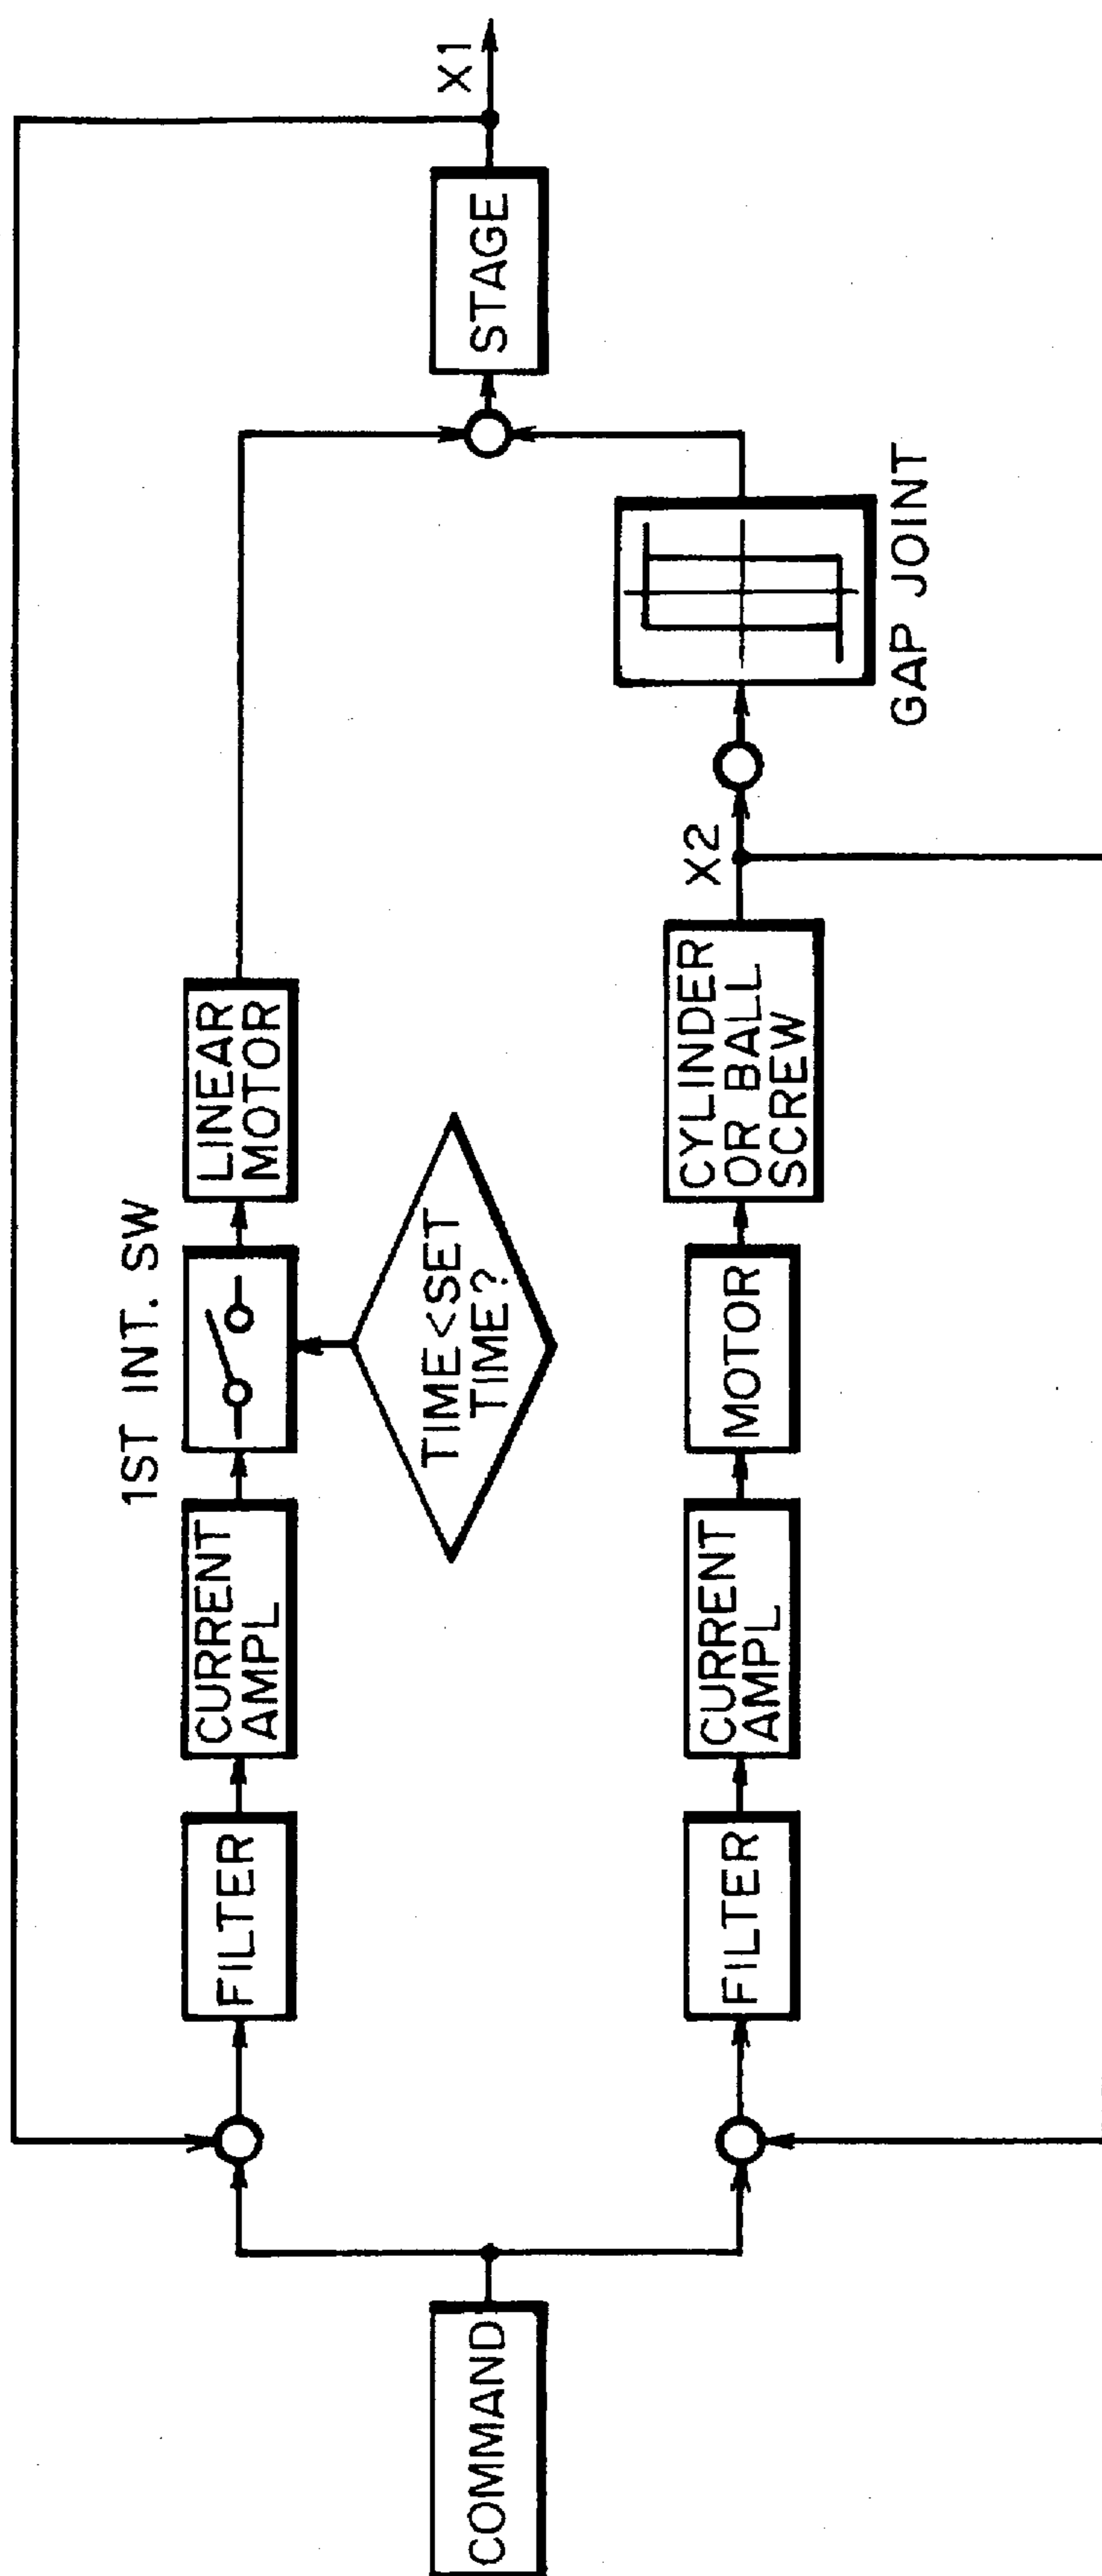 COMMAND
FILTER
CURRENT
AMPL
1ST INT. SW
LINEAR
MOTOR
TIME<SET
TIME?
STAGE
X1
FILTER
CURRENT
AMPL
MOTOR
CYLINDER
OR BALL
SCREW
X2
GAP JOINT